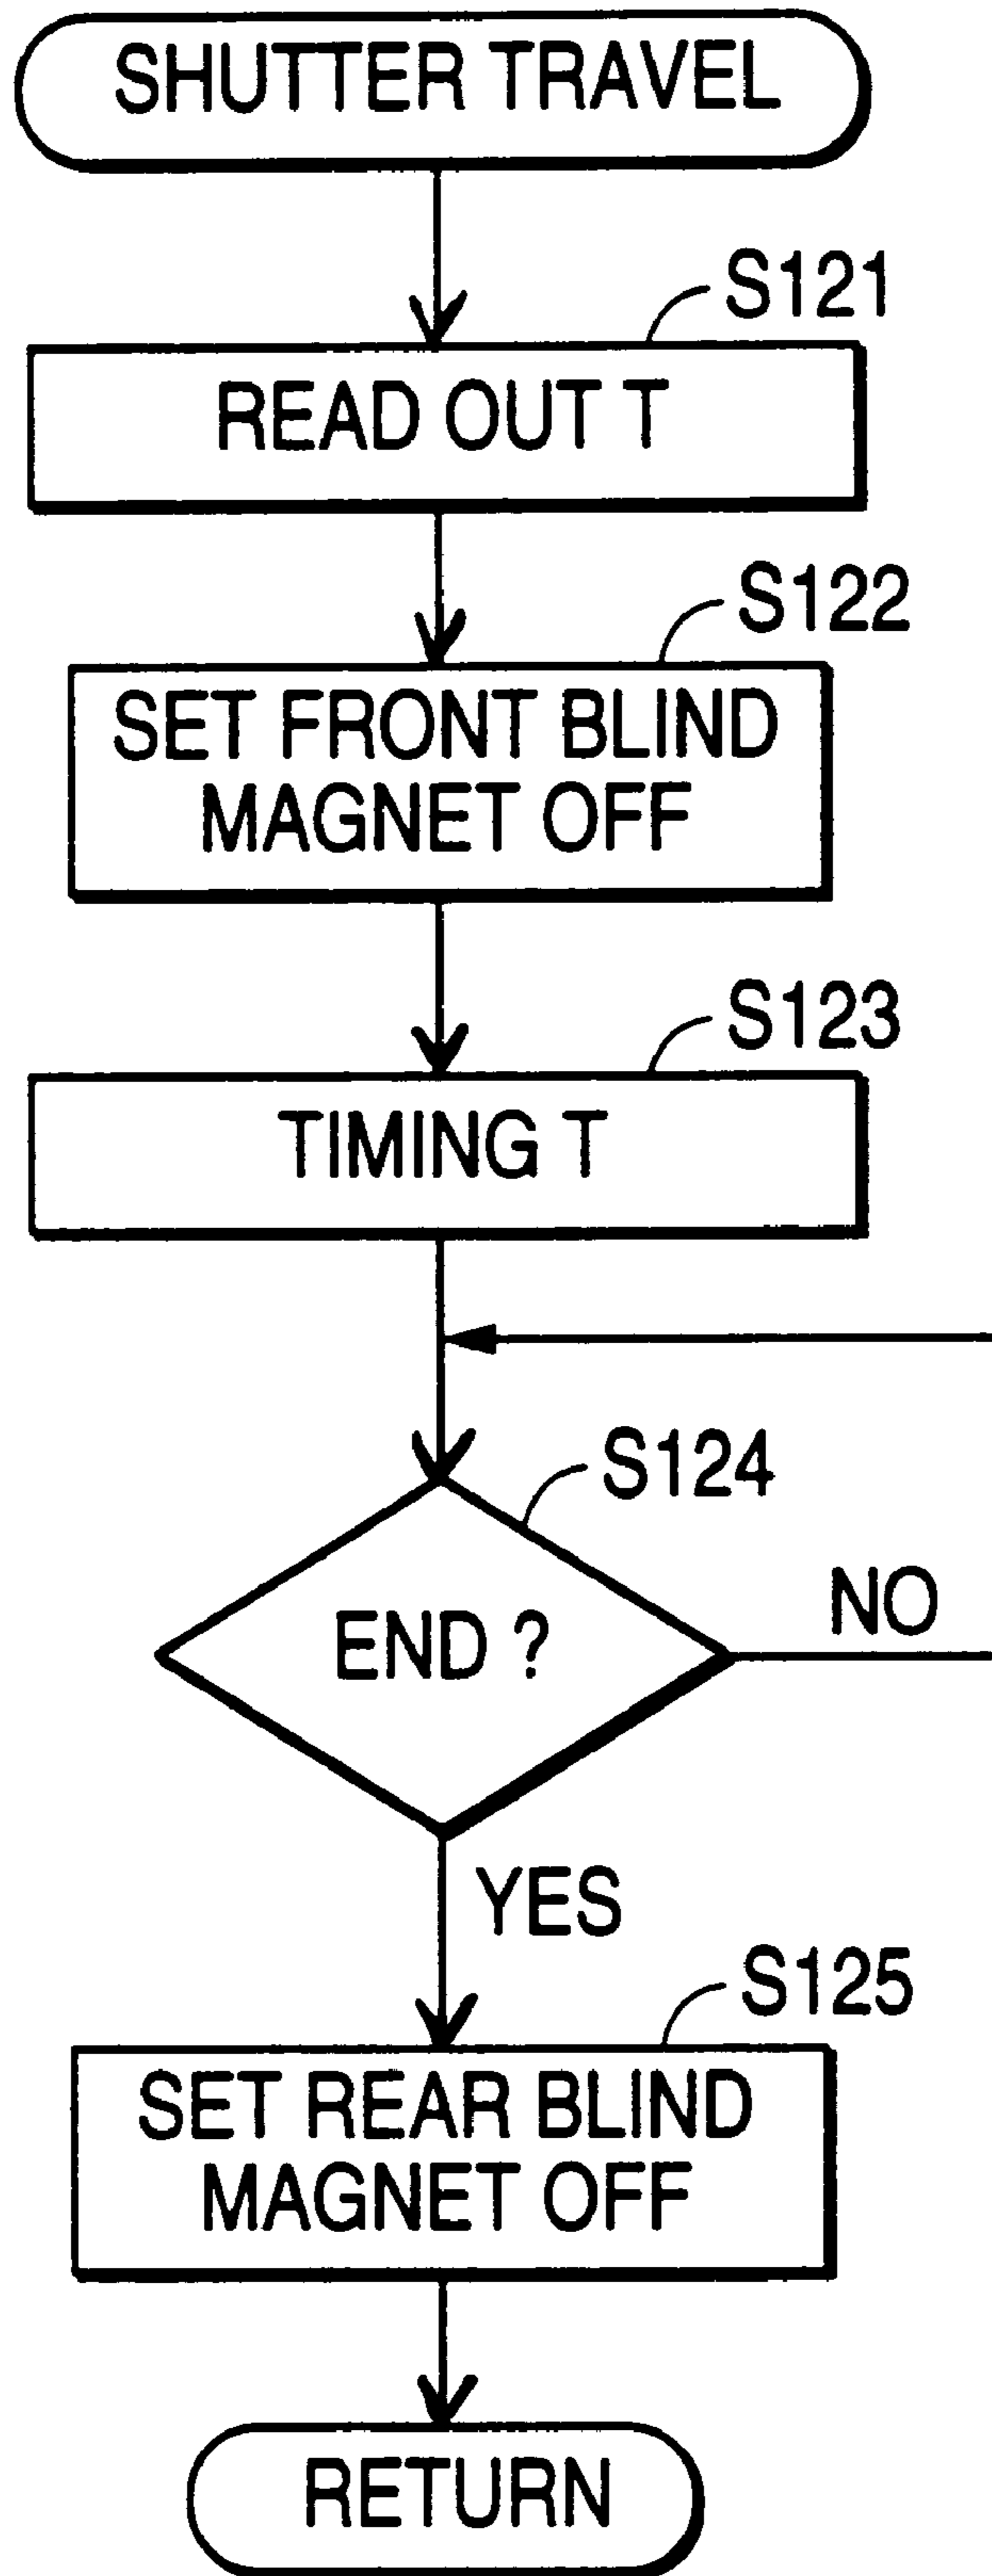 SHUTTER TRAVEL
S121
READ OUT T
S122
SET FRONT BLIND
MAGNET OFF
S123
TIMING T
S124
END ?
NO
YES
S125
SET REAR BLIND
MAGNET OFF
RETURN